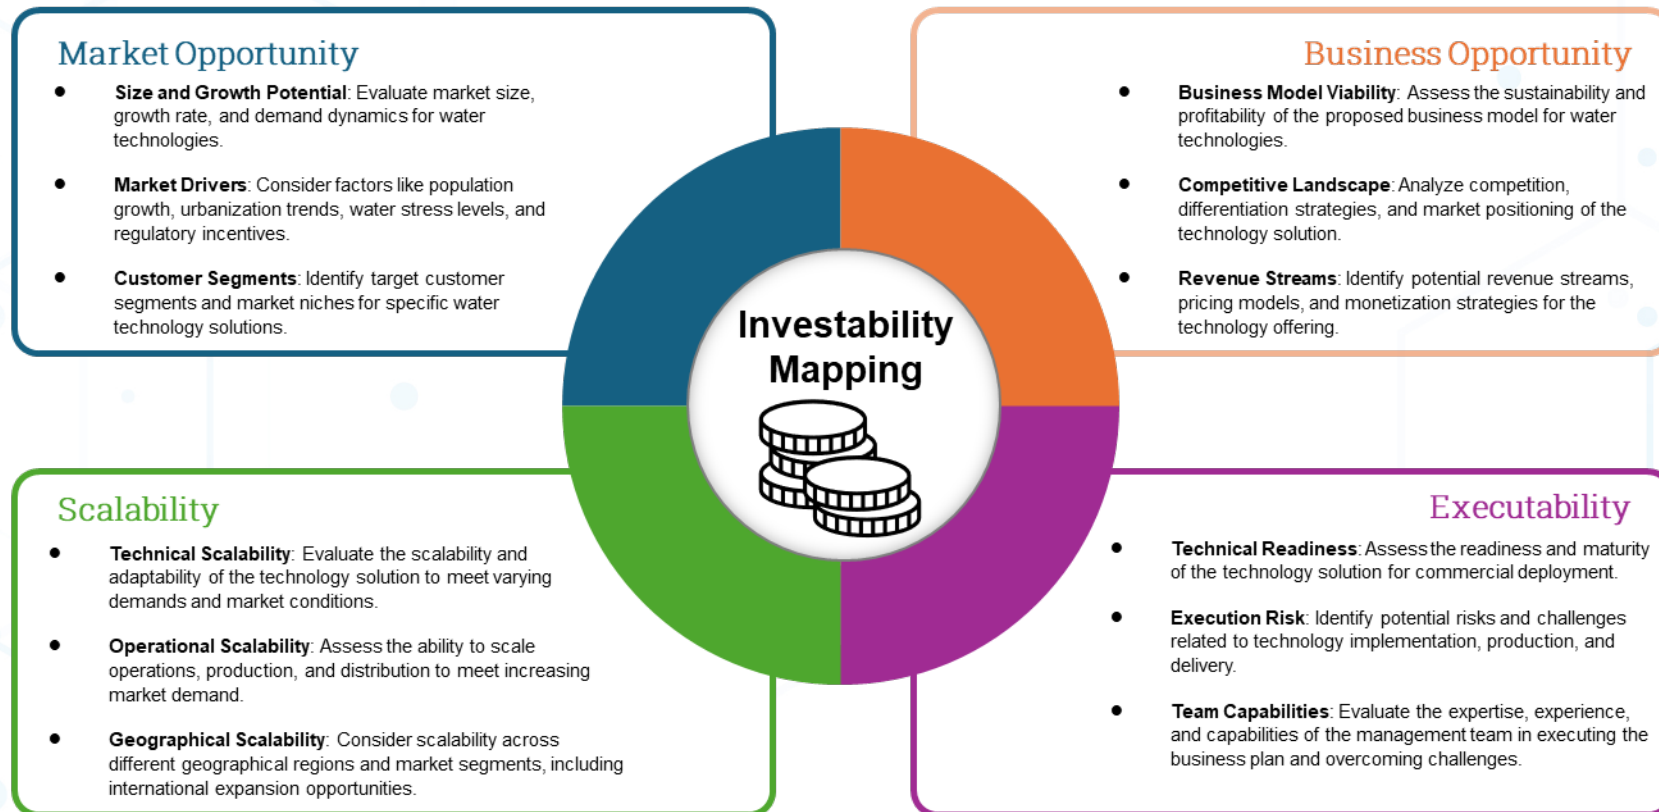 Market Opportunity
● Size and Growth Potential: Evaluate market size,
growth rate, and demand dynamics for water
technologies.
● Market Drivers: Consider factors like population
growth, urbanization trends, water stress levels, and
regulatory incentives.
● Customer Segments: Identify target customer
segments and market niches for specific water
technology solutions.
Business Opportunity
● Business Model Viability: Assess the sustainability and
profitability of the proposed business model for water
technologies.
● Competitive Landscape: Analyze competition,
differentiation strategies, and market positioning of the
technology solution.
● Revenue Streams: Identify potential revenue streams,
pricing models, and monetization strategies for the
technology offering.
Investability
Mapping
Scalability
● Technical Scalability: Evaluate the scalability and
adaptability of the technology solution to meet varying
demands and market conditions.
● Operational Scalability: Assess the ability to scale
operations, production, and distribution to meet increasing
market demand.
● Geographical Scalability: Consider scalability across
different geographical regions and market segments, including
international expansion opportunities.
Executability
● Technical Readiness: Assess the readiness and maturity
of the technology solution for commercial deployment.
● Execution Risk: Identify potential risks and challenges
related to technology implementation, production, and
delivery.
● Team Capabilities: Evaluate the expertise, experience,
and capabilities of the management team in executing the
business plan and overcoming challenges.